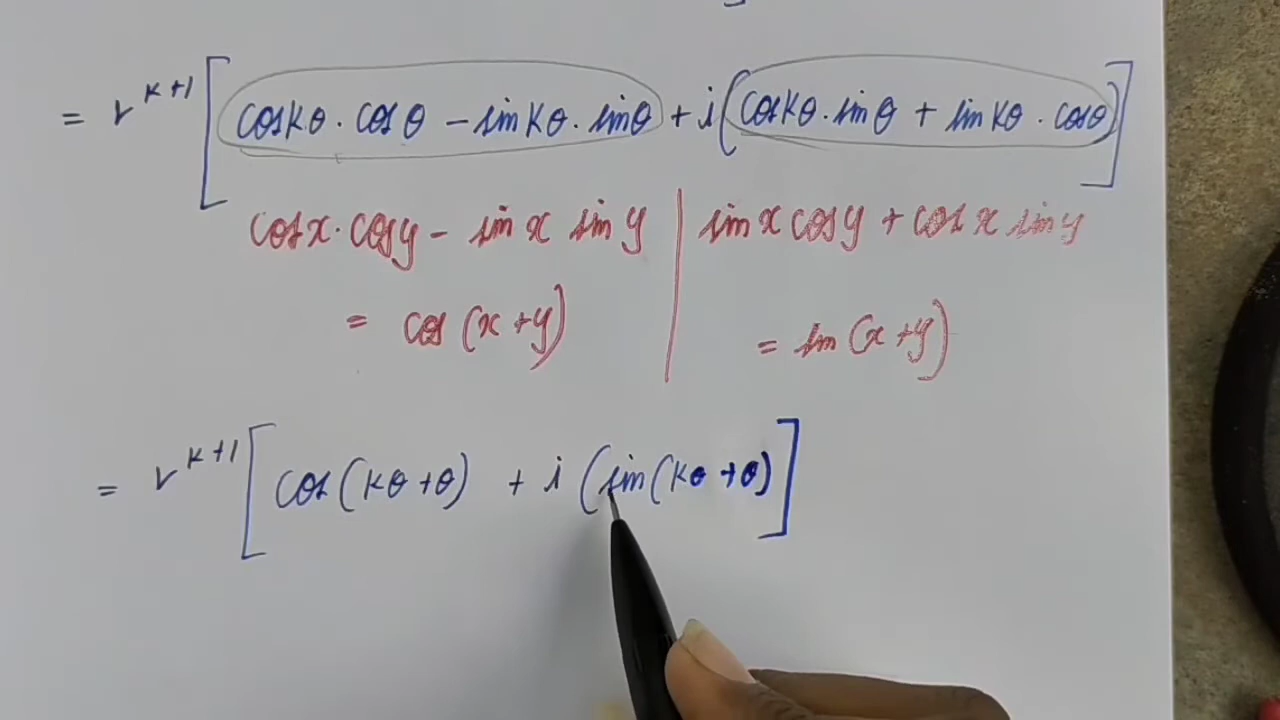 = r^{k+1} [ cos kθ · cos θ − sin kθ · sin θ + i ( cos kθ · sin θ + sin kθ · cos θ ) ]
cos x · cos y − sin x sin y | sin x cos y + cos x sin y
= cos (x + y) | = sin (x + y)
= r^{k+1} [ cos (kθ + θ) + i ( sin (kθ + θ) ]